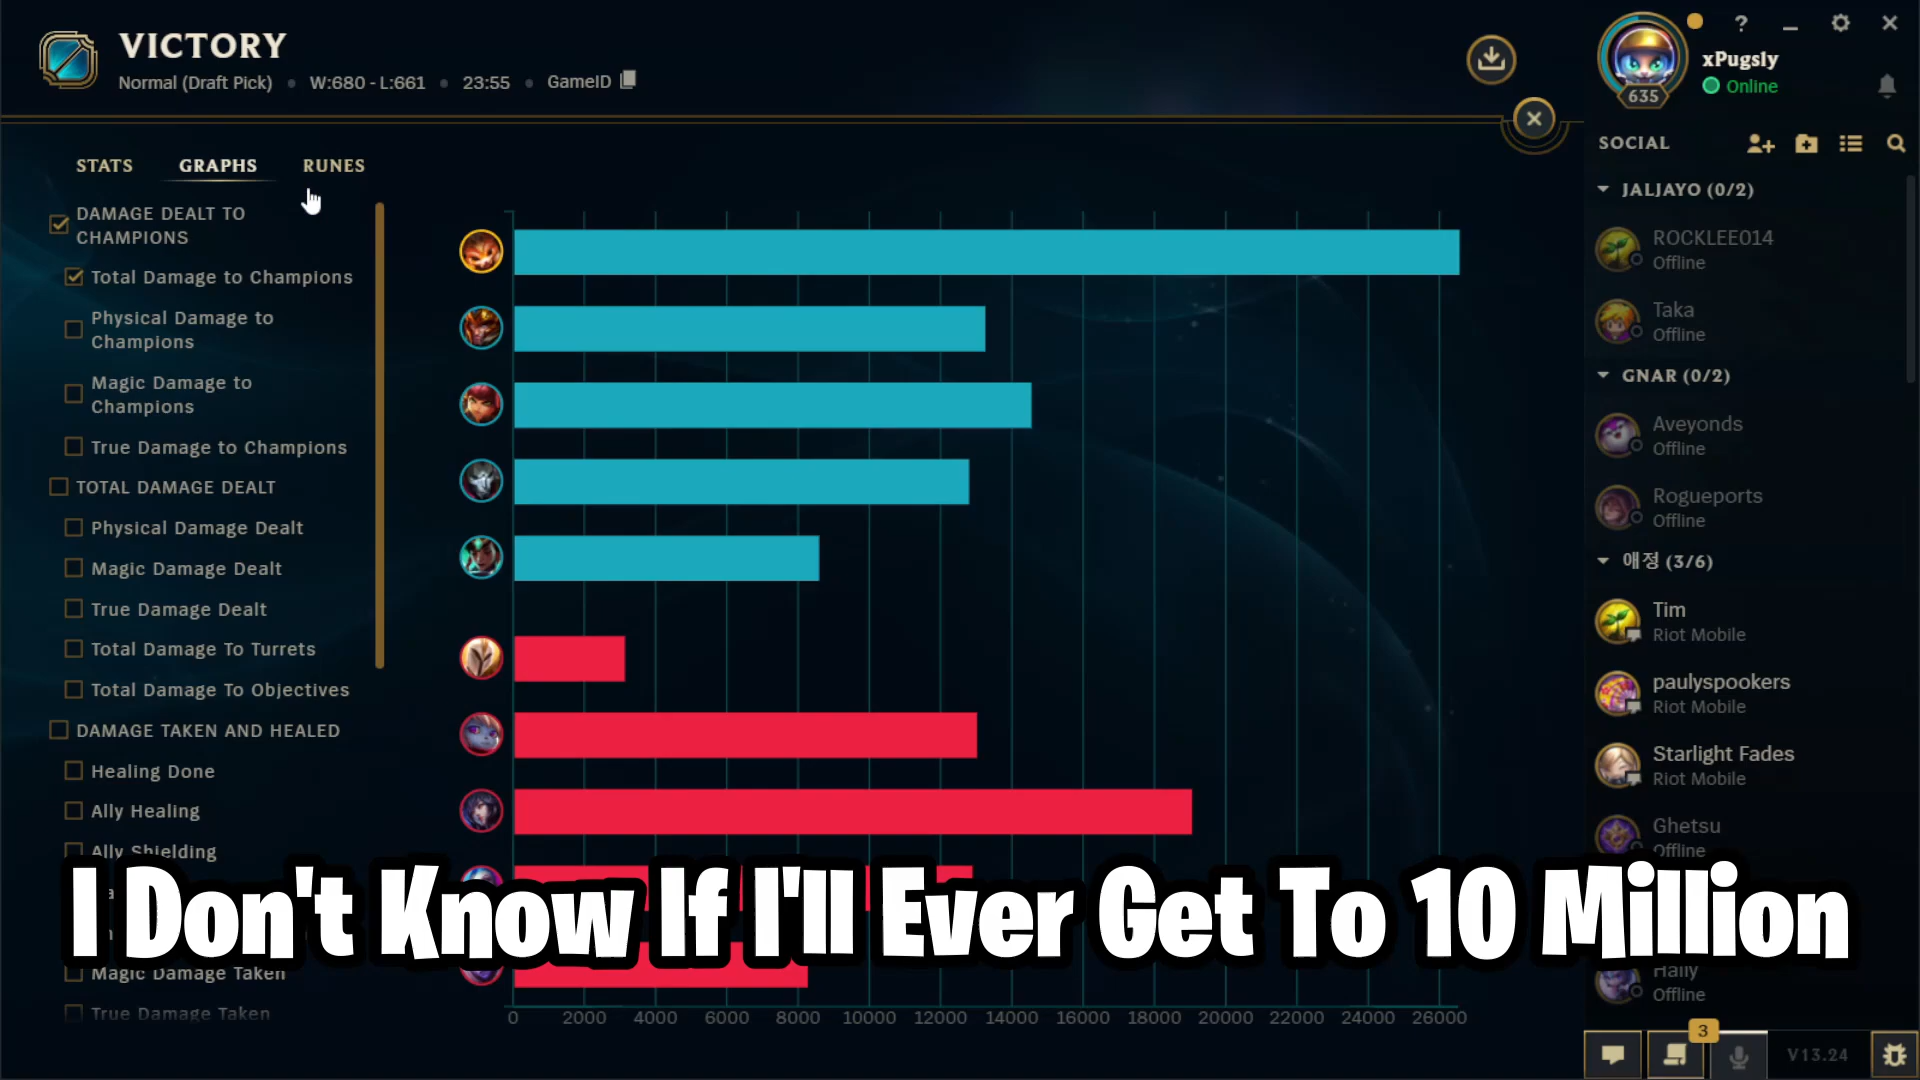 VICTORY
Normal (Draft Pick) • W:680 - L:661 • 23:55 • GameID
635
xPugsly
Online
STATS GRAPHS RUNES
DAMAGE DEALT TO
CHAMPIONS
Total Damage to Champions
Physical Damage to
Champions
Magic Damage to
Champions
True Damage to Champions
TOTAL DAMAGE DEALT
Physical Damage Dealt
Magic Damage Dealt
True Damage Dealt
Total Damage To Turrets
Total Damage To Objectives
DAMAGE TAKEN AND HEALED
Healing Done
Ally Healing
Ally Shielding
Magic Damage Taken
True Damage Taken
0 2000 4000 6000 8000 10000 12000 14000 16000 18000 20000 22000 24000 26000
I Don't Know If I'll Ever Get To 10 Million
SOCIAL
JALJAYO (0/2)
ROCKLEE014
Offline
Taka
Offline
GNAR (0/2)
Aveyonds
Offline
Rogueports
Offline
애정 (3/6)
Tim
Riot Mobile
paulyspookers
Riot Mobile
Starlight Fades
Riot Mobile
Ghetsu
Offline
Hally
Offline
3
V13.24